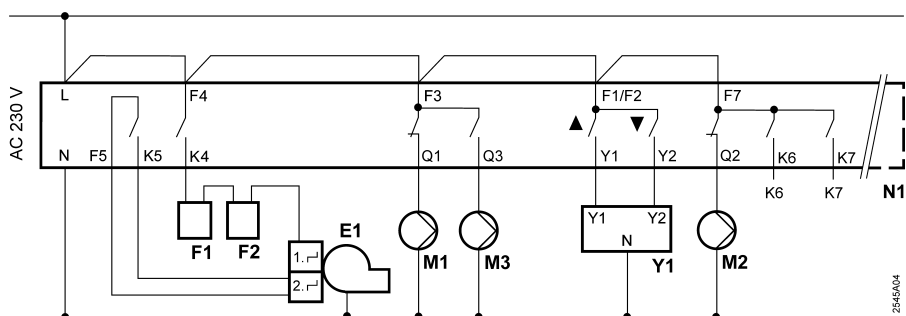 AC 230 V
L F4 F3 F1/F2 F7
N F5 K5 K4 Q1 Q3 Y1 Y2 Q2 K6 K7
K6 K7 N1
F1 F2 E1 M1 M3 Y1 Y2 M2
1.
N
2.
Y1
2545A04